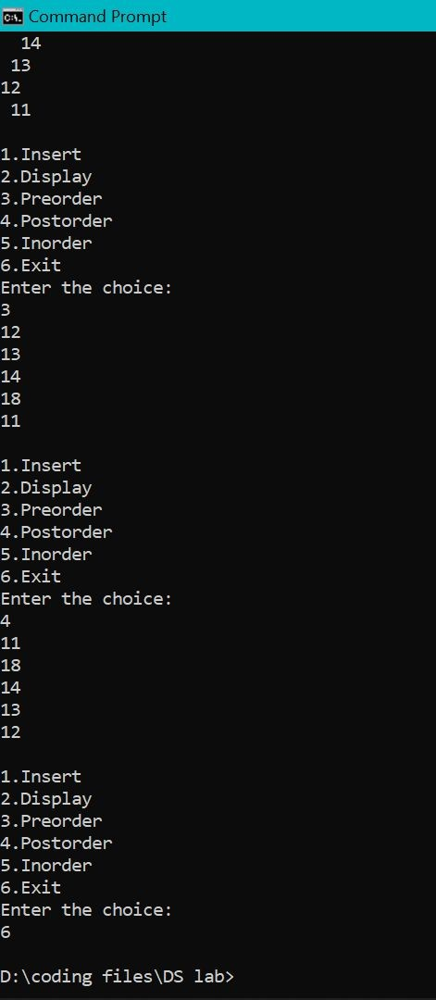 Command Prompt
14
13
12
11
1.Insert
2.Display
3.Preorder
4.Postorder
5.Inorder
6.Exit
Enter the choice:
3
12
13
14
18
11
1.Insert
2.Display
3.Preorder
4.Postorder
5.Inorder
6.Exit
Enter the choice:
4
11
18
14
13
12
1.Insert
2.Display
3.Preorder
4.Postorder
5.Inorder
6.Exit
Enter the choice:
6
D:\coding files\DS lab>